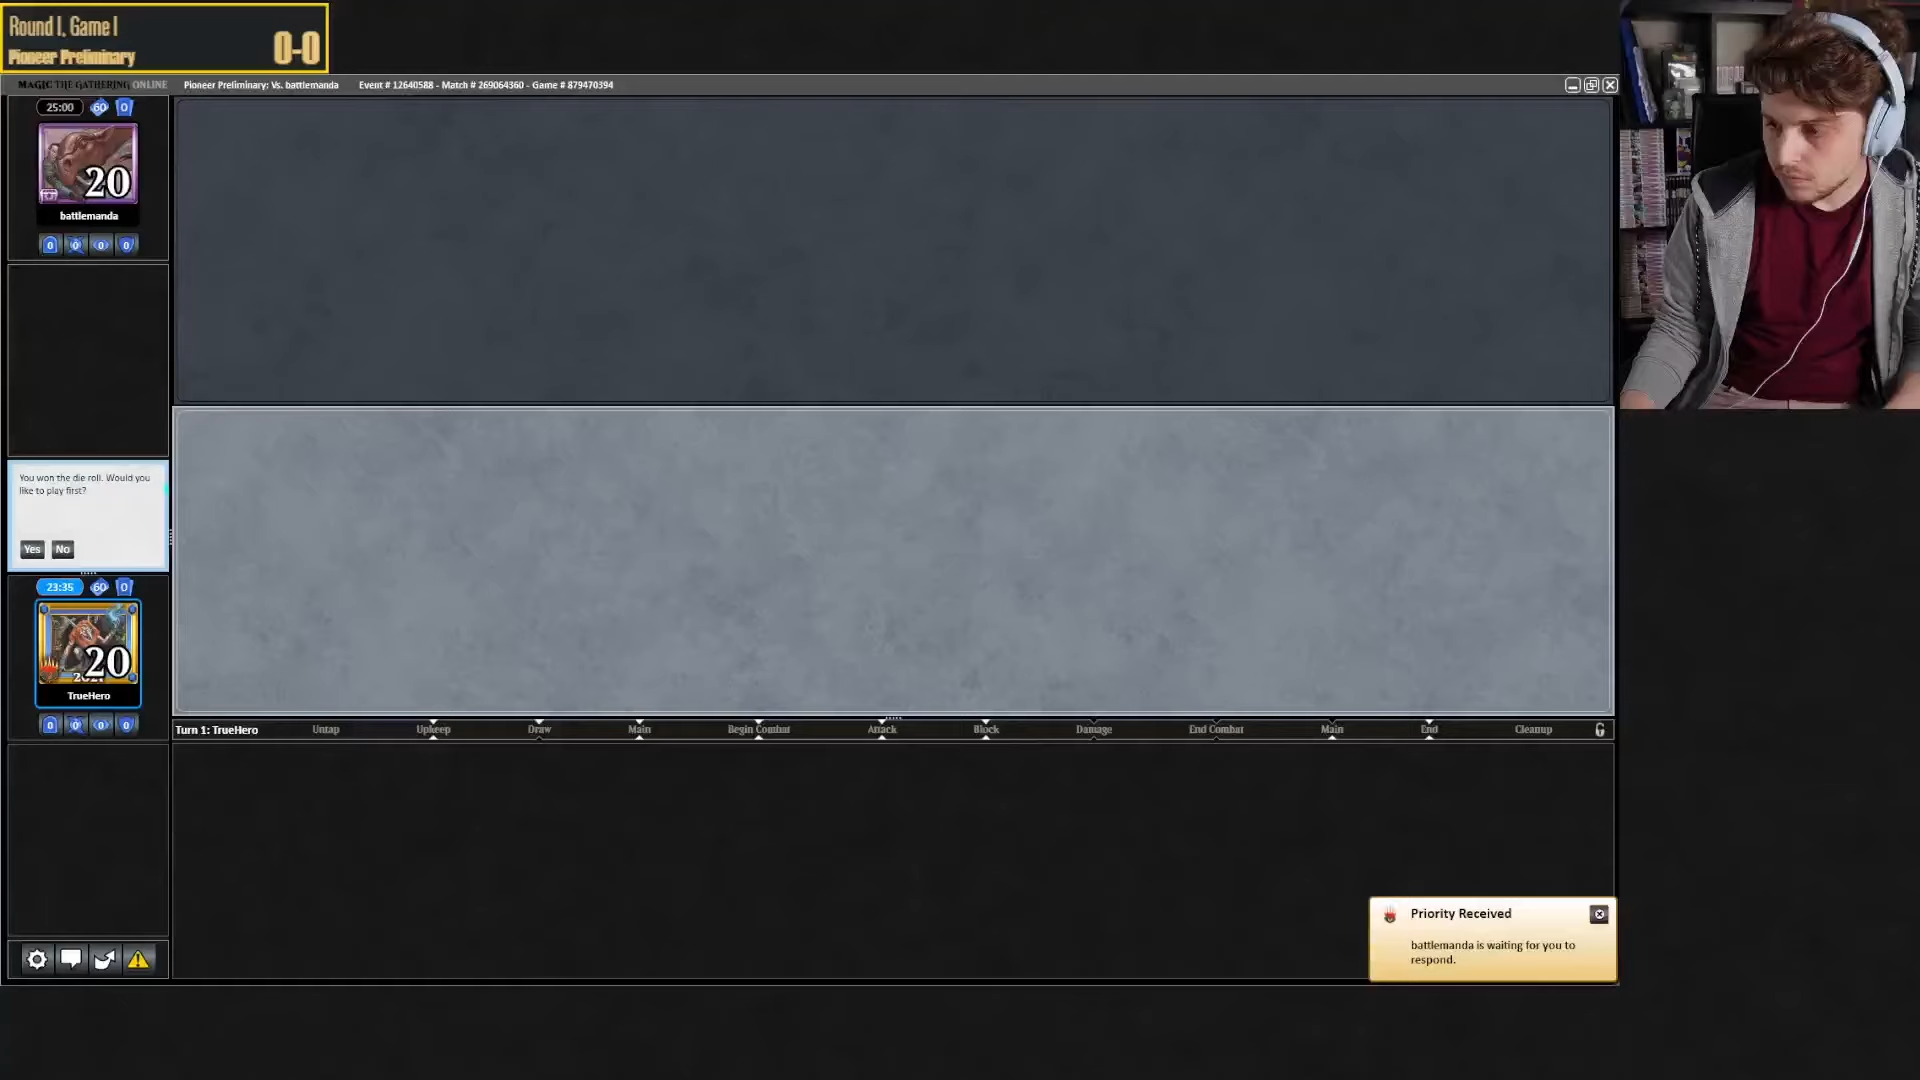 Round 1, Game 1
Pioneer Preliminary
0-0
MAGIC THE GATHERING ONLINE
Pioneer Preliminary: Vs. battlemanda
Event # 12640588 - Match # 269064360 - Game # 879470394
25:00
60
0
20
battlemanda
0
0
0
0
You won the die roll. Would you
like to play first?
Yes
No
23:35
60
0
20
TrueHero
0
0
0
0
Turn 1: TrueHero
Untap
Upkeep
Draw
Main
Begin Combat
Attack
Block
Damage
End Combat
Main
End
Cleanup
Priority Received
battlemanda is waiting for you to
respond.